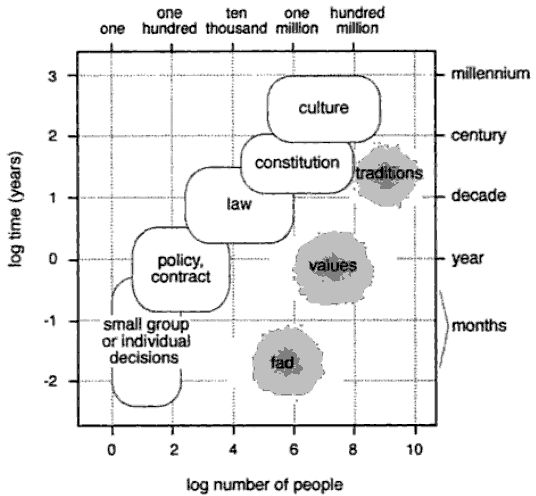 one
one hundred
ten thousand
one million
hundred million
3
2
1
0
-1
-2
log time (years)
millennium
century
decade
year
months
culture
constitution
traditions
law
policy,
contract
values
small group
or individual
decisions
fad
0
2
4
6
8
10
log number of people